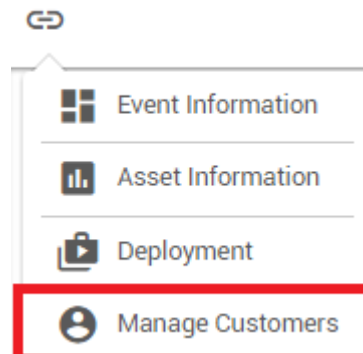 Event Information
Asset Information
Deployment
Manage Customers